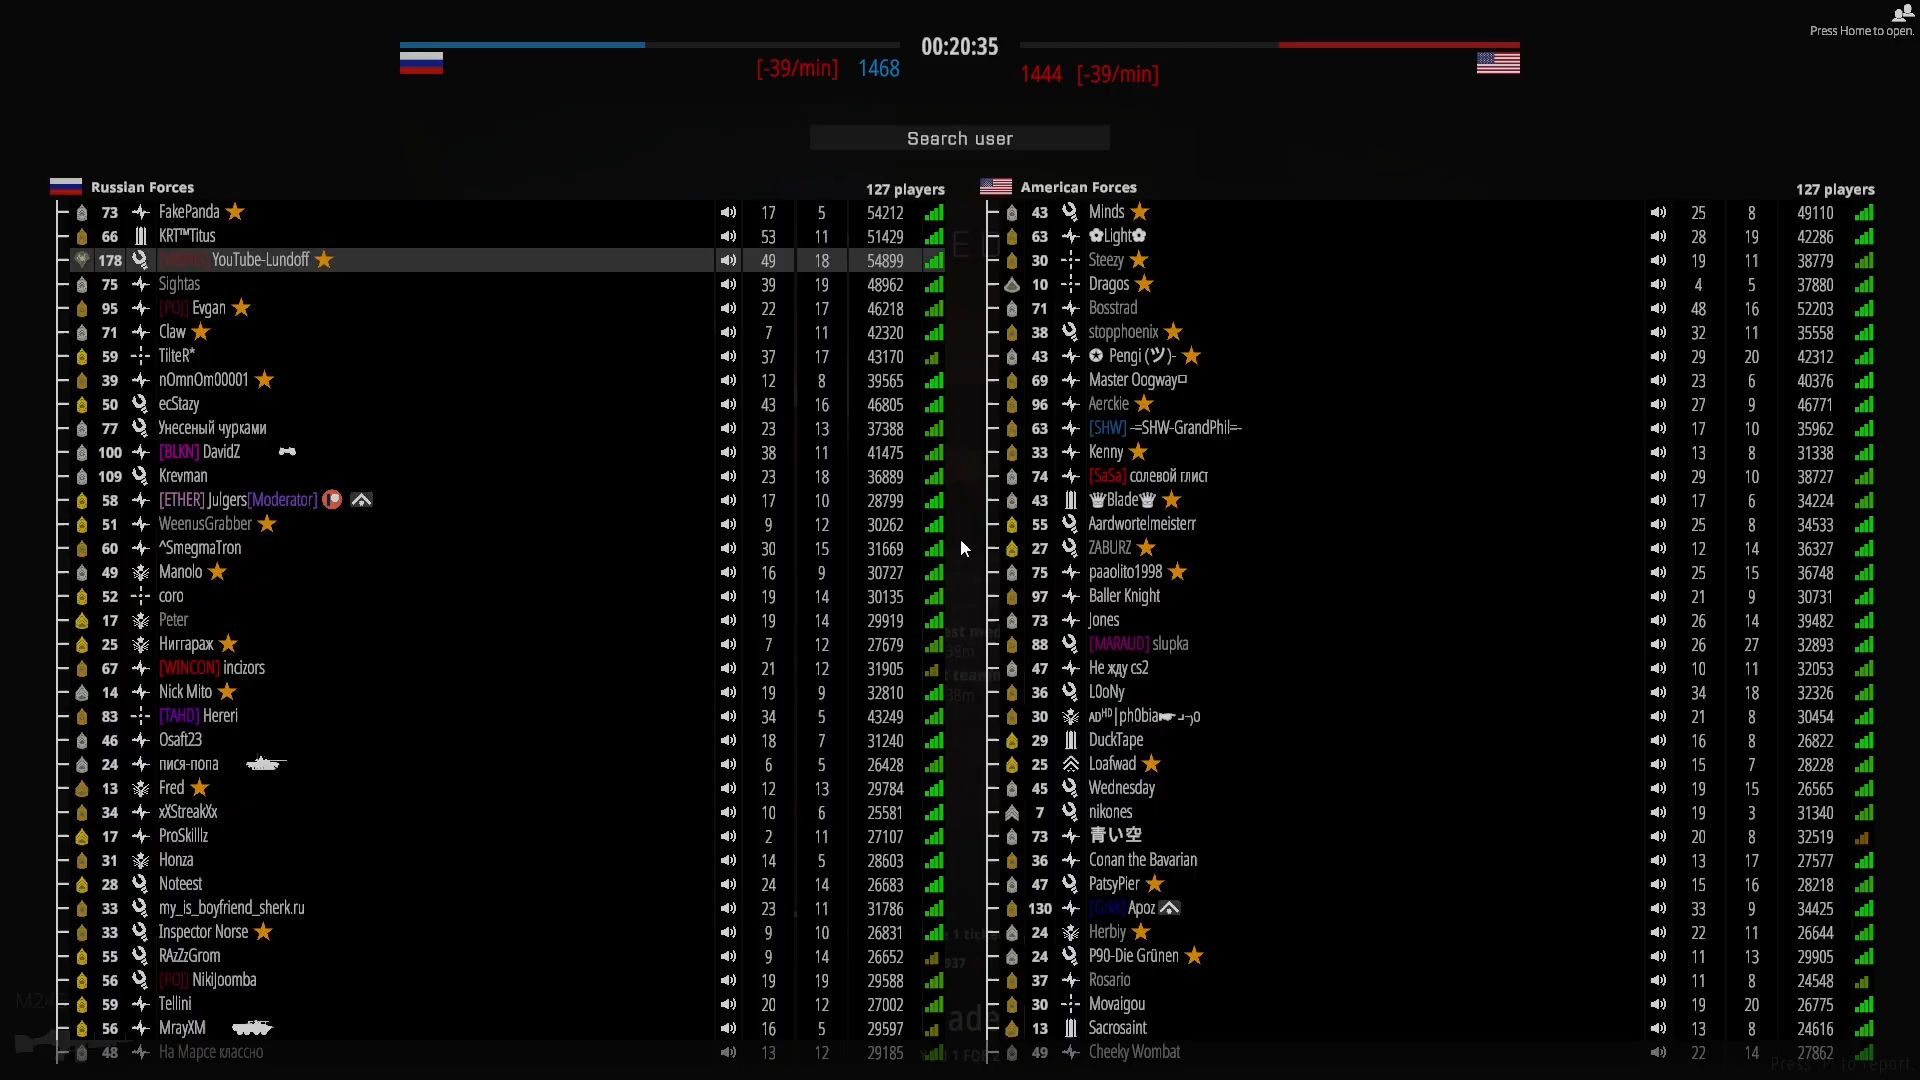 Press Home to open.
00:20:35
[-39/min] 1468
1444 [-39/min]
Search user
Russian Forces 127 players
73 FakePanda 17 5 54212
66 KRT™Titus 53 11 51429
178 YouTube-Lundoff 49 18 54899
75 Sightas 39 19 48962
95 [PO] Evgan 22 17 46218
71 Claw 7 11 42320
59 TilteR* 37 17 43170
39 nOmnOm00001 12 8 39565
50 ecStazy 43 16 46805
77 Унесеный чурками 23 13 37388
100 [BLKN] DavidZ 38 11 41475
109 Krevman 23 18 36889
58 [ETHER] Julgers[Moderator] 17 10 28799
51 WeenusGrabber 9 12 30262
60 ^SmegmaTron 30 15 31669
49 Manolo 16 9 30727
52 coro 19 14 30135
17 Peter 19 14 29919
25 Ниггараж 7 12 27679
67 [WINCON] incizors 21 12 31905
14 Nick Mito 19 9 32810
83 [TAHD] Hereri 34 5 43249
46 Osaft23 18 7 31240
24 пися-попа 6 5 26428
13 Fred 12 13 29784
34 xXStreakXx 10 6 25581
17 ProSkilllz 2 11 27107
31 Honza 14 5 28603
28 Noteest 24 14 26683
33 my_is_boyfriend_sherk.ru 23 11 31786
33 Inspector Norse 9 10 26831
55 RAzZzGrom 9 14 26652
56 [PO] Nikijoomba 19 19 29588
59 Tellini 20 12 27002
56 MrayXM 16 5 29597
48 На Марсе классно 13 12 29185
American Forces 127 players
43 Minds 25 8 49110
63 ✿Light✿ 28 19 42286
30 Steezy 19 11 38779
10 Dragos 4 5 37880
71 Bosstrad 48 16 52203
38 stopphoenix 32 11 35558
43 ✪ Pengi (ツ)- 29 20 42312
69 Master Oogway 23 6 40376
96 Aerckie 27 9 46771
63 [SHW] -=SHW-GrandPhil=- 17 10 35962
33 Kenny 13 8 31338
74 [SaSa] солевой глист 29 10 38727
43 ♛Blade♛ 17 6 34224
55 Aardwortelmeisterr 25 8 34533
27 ZABURZ 12 14 36327
75 paaolito1998 25 15 36748
97 Baller Knight 21 9 30731
73 Jones 26 14 39482
88 [MARAUD] slupka 26 27 32893
47 Не жду cs2 10 11 32053
36 L0oNy 34 18 32326
30 ᴀᴅᴴᴰ|ph0bia 21 8 30454
29 DuckTape 16 8 26822
25 Loafwad 15 7 28228
45 Wednesday 19 15 26565
7 nikones 19 3 31340
73 青い空 20 8 32519
36 Conan the Bavarian 13 17 27577
47 PatsyPier 15 16 28218
130 Apoz 33 9 34425
24 Herbiy 22 11 26644
24 P90-Die Grünen 11 13 29905
37 Rosario 11 8 24548
30 Movaigou 19 20 26775
13 Sacrosaint 13 8 24616
49 Cheeky Wombat 22 14 27862